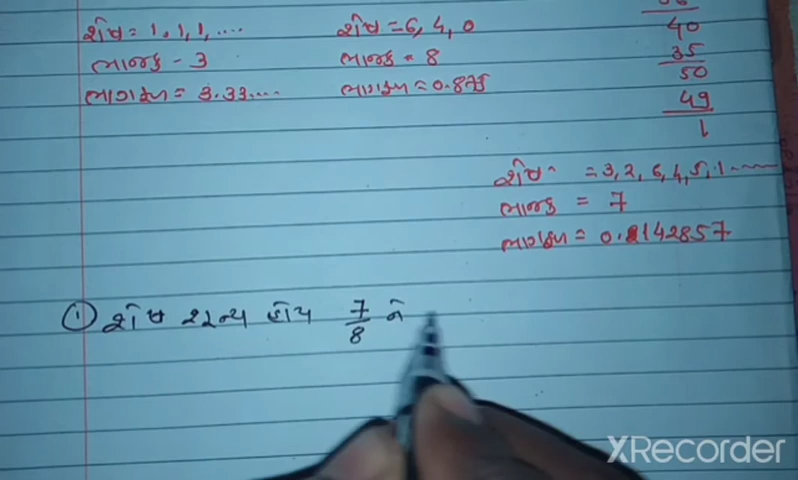 શેષ = 1, 1, 1, ....
ભાજક - 3
ભાગફળ = 3.33....
શેષ = 6, 4, 0
ભાજક = 8
ભાગફળ = 0.875
40
35
50
49
1
શેષ = 3, 2, 6, 4, 5, 1 .....
ભાજક = 7
ભાગફળ = 0.142857
① શેષ શૂન્ય હોય 7/8 ને
XRecorder